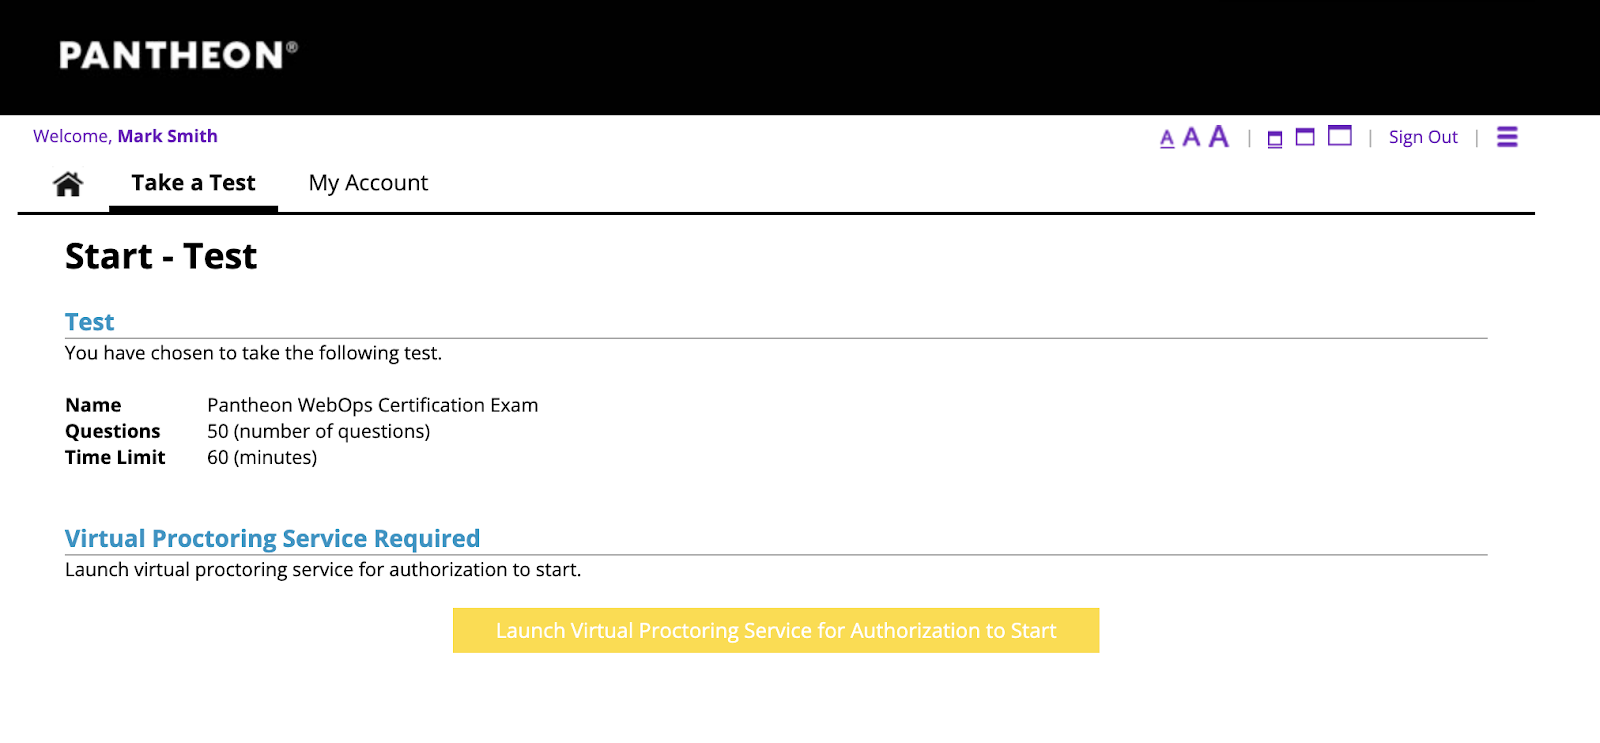 PANTHEON®
Welcome, Mark Smith
A A A | | Sign Out |
Take a Test My Account
Start - Test
Test
You have chosen to take the following test.
Name Pantheon WebOps Certification Exam
Questions 50 (number of questions)
Time Limit 60 (minutes)
Virtual Proctoring Service Required
Launch virtual proctoring service for authorization to start.
Launch Virtual Proctoring Service for Authorization to Start